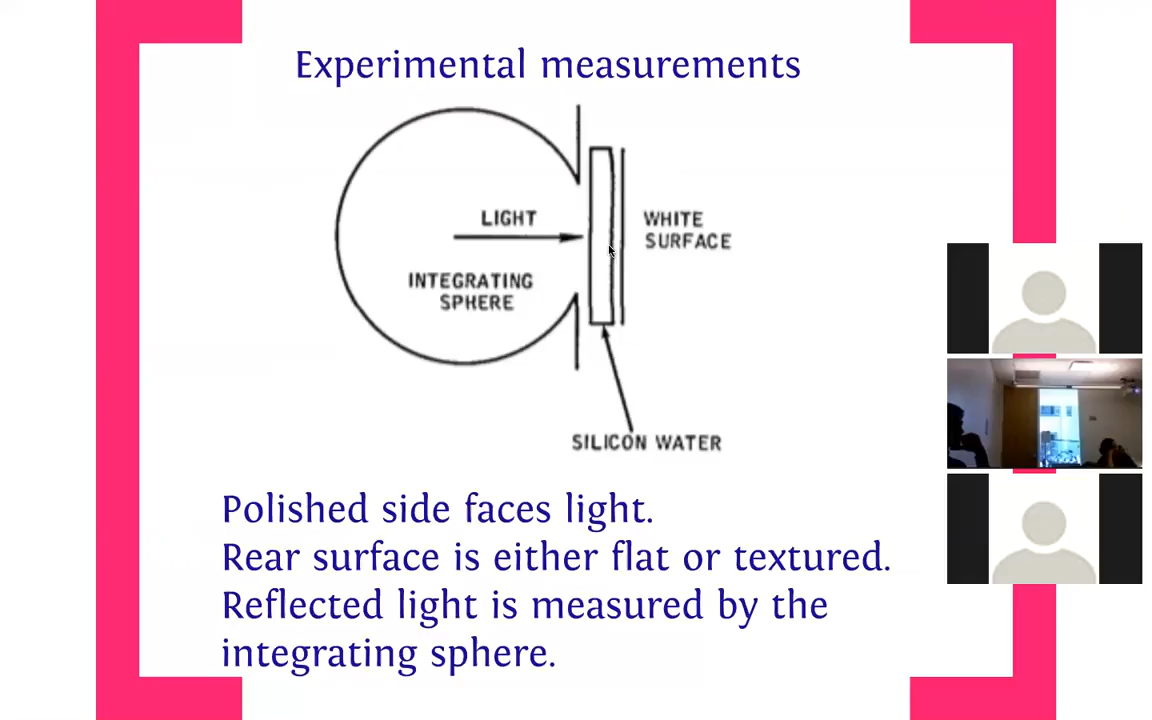 Experimental measurements
LIGHT
WHITE
SURFACE
INTEGRATING
SPHERE
SILICON WATER
Polished side faces light.
Rear surface is either flat or textured.
Reflected light is measured by the
integrating sphere.